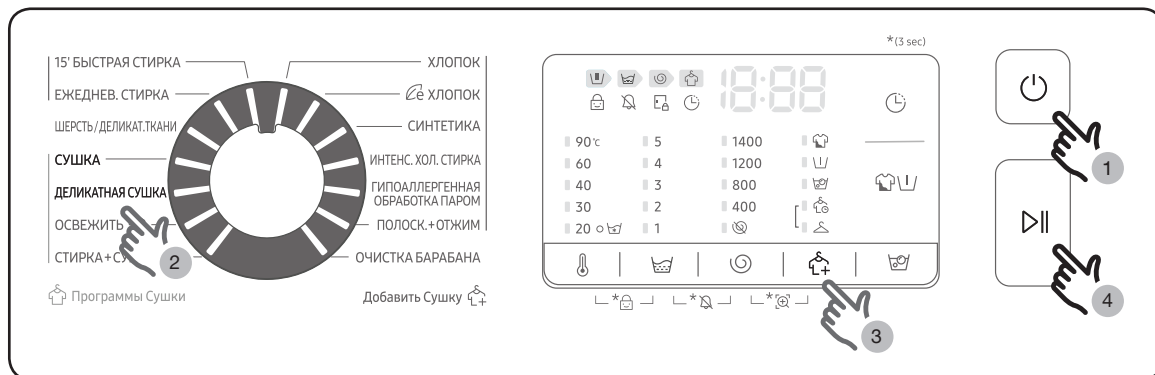 *(3 sec)
15' БЫСТРАЯ СТИРКА
ХЛОПОК
ЕЖЕДНЕВ. СТИРКА
ё ХЛОПОК
ШЕРСТЬ/ДЕЛИКАТ.ТКАНИ
СИНТЕТИКА
СУШКА
ИНТЕНС. ХОЛ. СТИРКА
ДЕЛИКАТНАЯ СУШКА
ГИПОАЛЛЕРГЕННАЯ
ОБРАБОТКА ПАРОМ
ОСВЕЖИТЬ
ПОЛОСК.+ОТЖИМ
СТИРКА+СУ
ОЧИСТКА БАРАБАНА
Программы Сушки
Добавить Сушку
18:88
90℃ 5 1400
60 4 1200
40 3 800
30 2 400
20 1
* * *
1
2
3
4